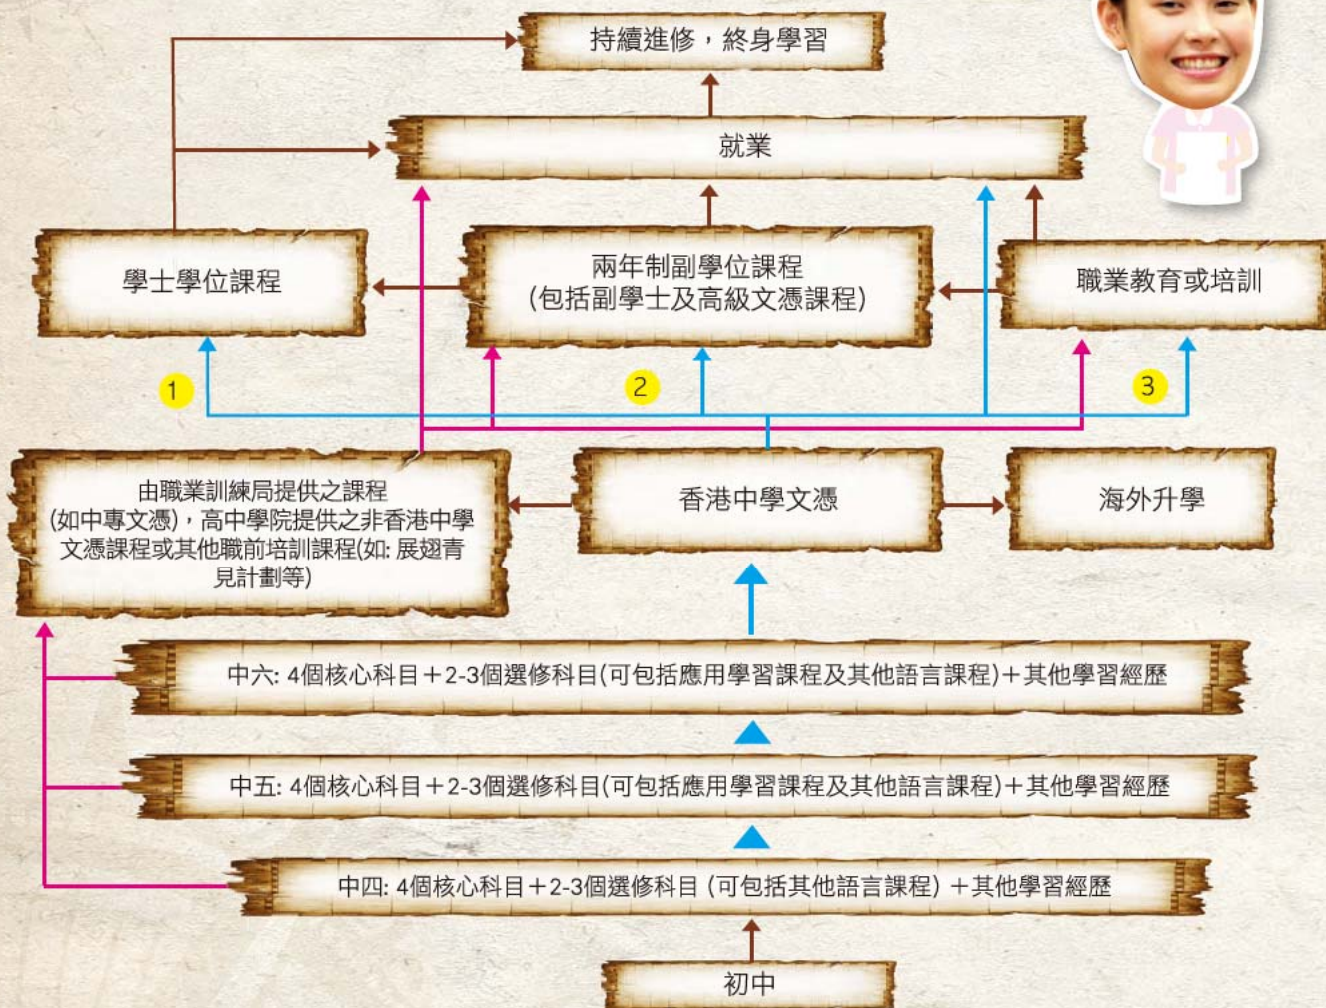 持續進修，終身學習
就業
學士學位課程
兩年制副學位課程
(包括副學士及高級文憑課程)
職業教育或培訓
1
2
3
由職業訓練局提供之課程
(如中專文憑)，高中學院提供之非香港中學
文憑課程或其他職前培訓課程(如: 展翅青
見計劃等)
香港中學文憑
海外升學
中六: 4個核心科目＋2-3個選修科目(可包括應用學習課程及其他語言課程)＋其他學習經歷
中五: 4個核心科目＋2-3個選修科目(可包括應用學習課程及其他語言課程)＋其他學習經歷
中四: 4個核心科目＋2-3個選修科目 (可包括其他語言課程) ＋其他學習經歷
初中